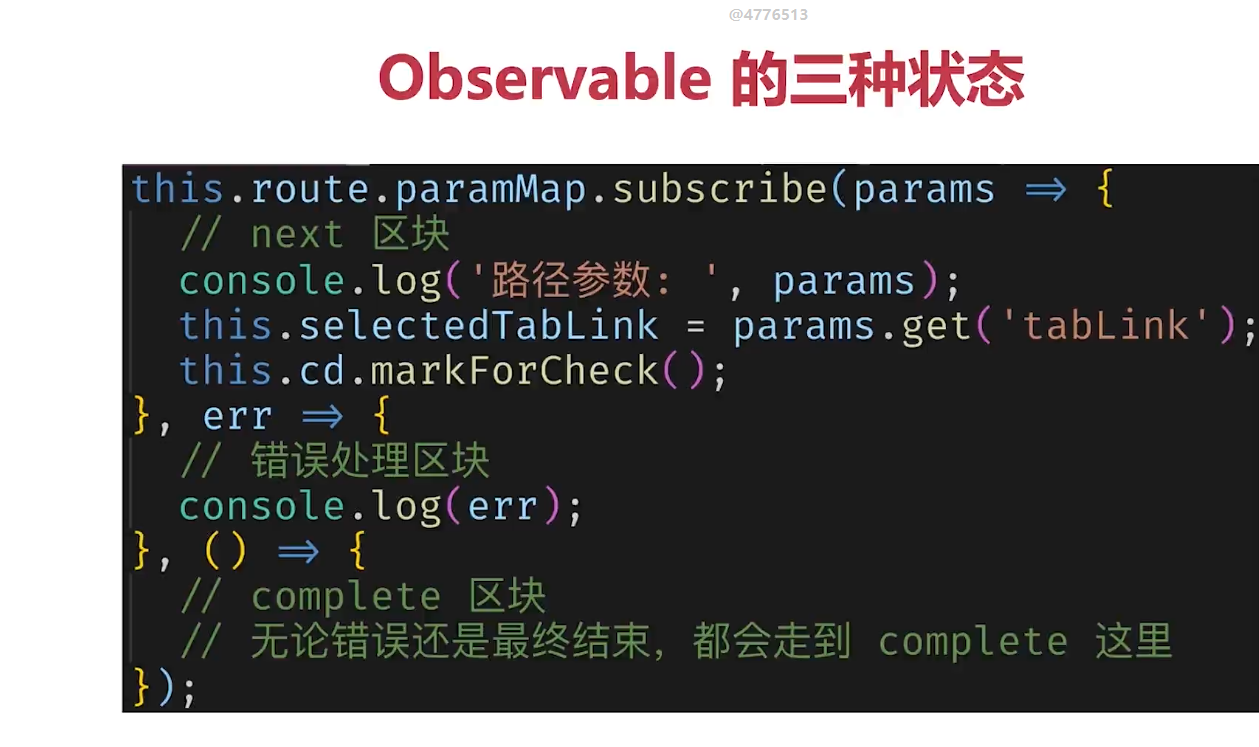 @4776513
Observable 的三种状态
this.route.paramMap.subscribe(params => {
// next 区块
console.log('路径参数: ', params);
this.selectedTabLink = params.get('tabLink');
this.cd.markForCheck();
}, err => {
// 错误处理区块
console.log(err);
}, () => {
// complete 区块
// 无论错误还是最终结束，都会走到 complete 这里
});